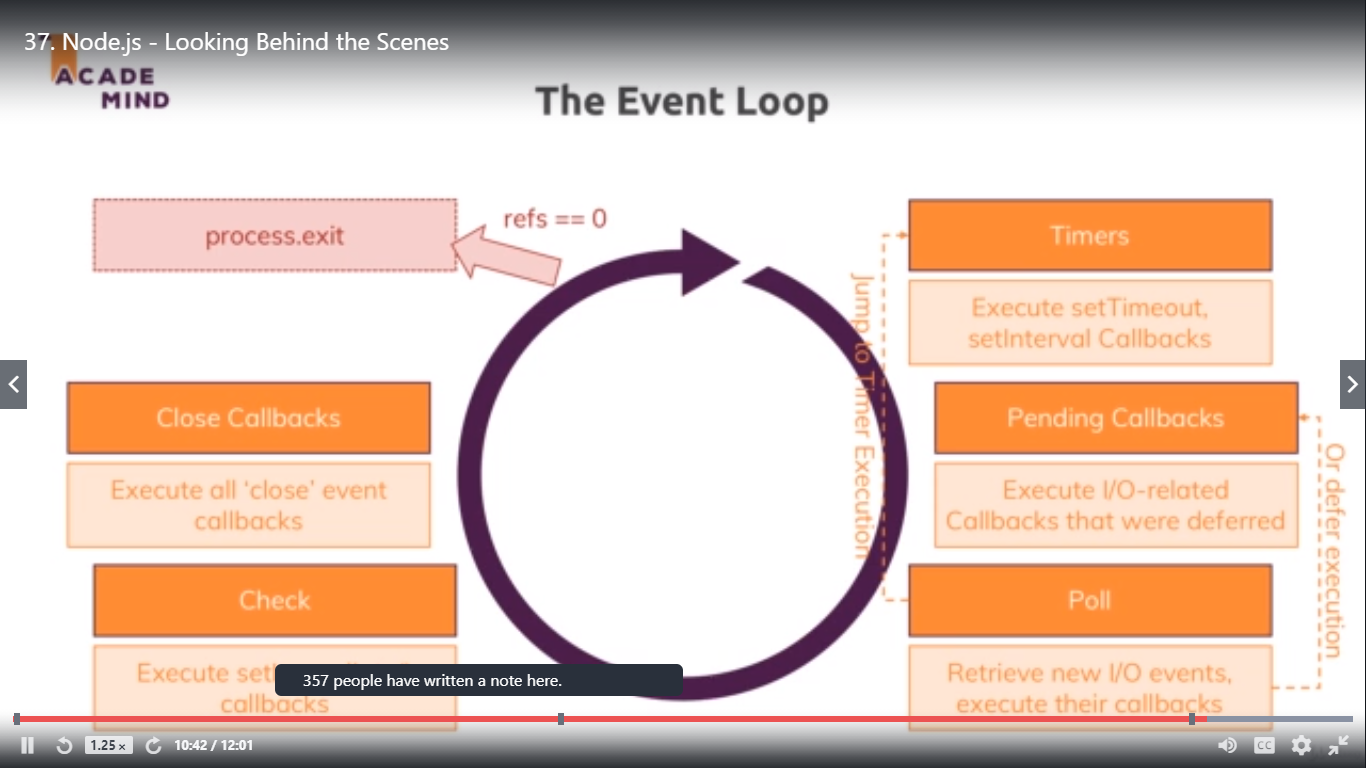 37. Node.js - Looking Behind the Scenes
ACADE
MIND
The Event Loop
process.exit
refs == 0
Timers
Execute setTimeout,
setInterval Callbacks
Jump to Timer Execution
Close Callbacks
Execute all ‘close’ event
callbacks
Pending Callbacks
Execute I/O-related
Callbacks that were deferred
Or defer execution
Check
Execute
callbacks
Poll
Retrieve new I/O events,
execute their callbacks
357 people have written a note here.
1.25 x
10:42 / 12:01
CC